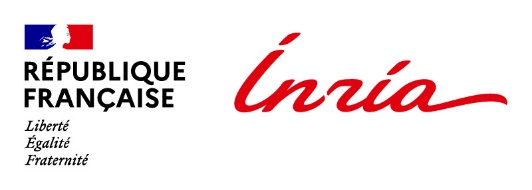 RÉPUBLIQUE
FRANÇAISE
Liberté
Égalité
Fraternité
Inria